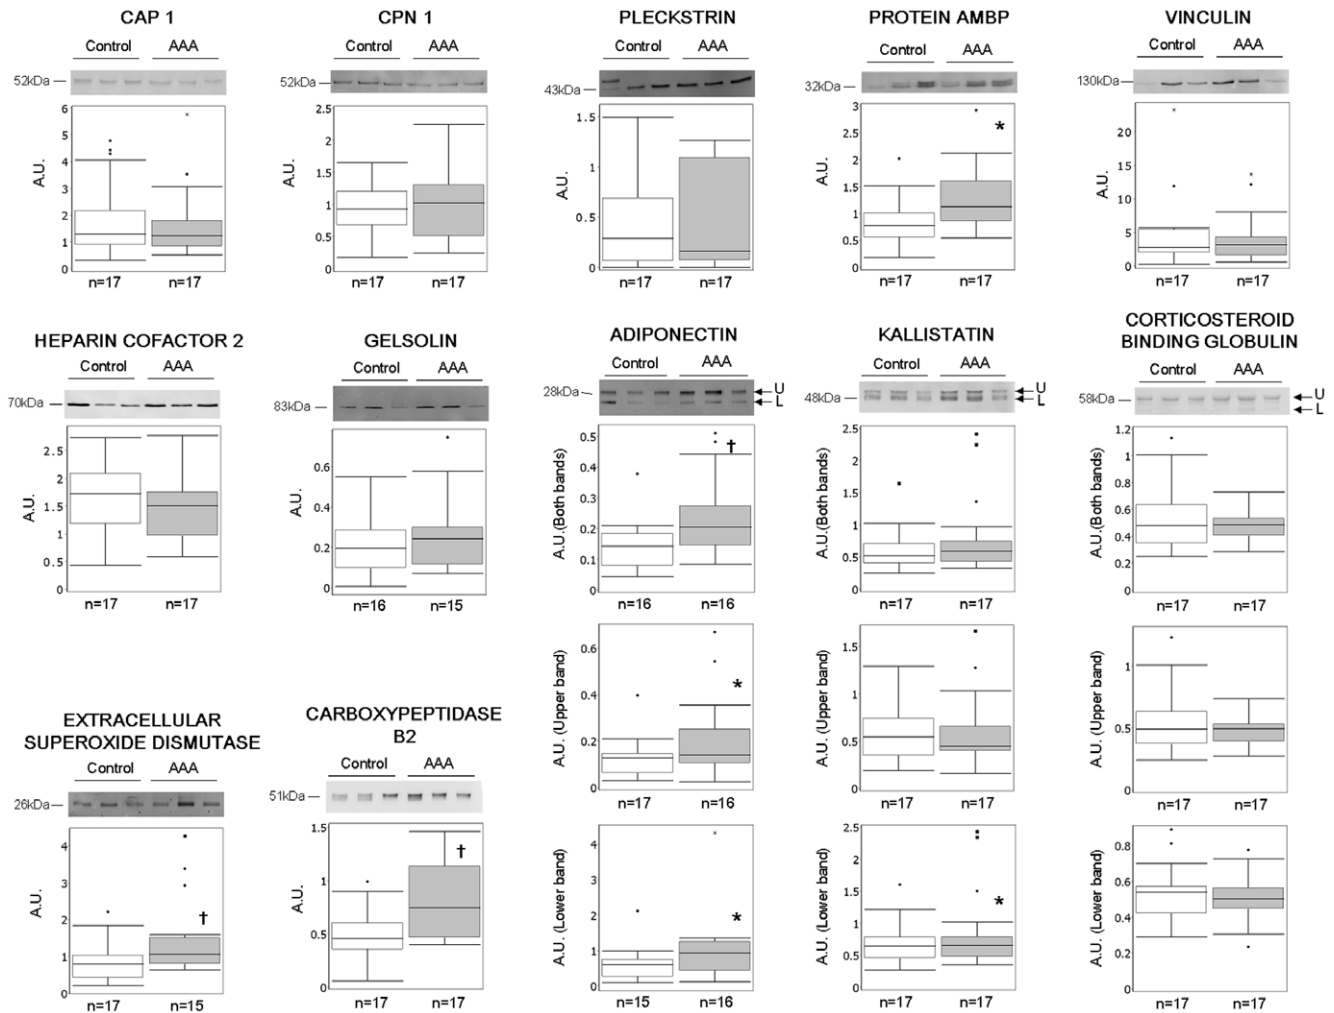 CAP 1
Control AAA
52kDa
6
5
4
3
2
1
0
A.U.
n=17 n=17
CPN 1
Control AAA
52kDa
2.5
2
1.5
1
0.5
0
A.U.
n=17 n=17
PLECKSTRIN
Control AAA
43kDa
1.5
1
0.5
0
A.U.
n=17 n=17
PROTEIN AMBP
Control AAA
32kDa
3
2.5
2
1.5
1
0.5
0
A.U.
*
n=17 n=17
VINCULIN
Control AAA
130kDa
20
15
10
5
0
A.U.
n=17 n=17
HEPARIN COFACTOR 2
Control AAA
70kDa
2.5
2
1.5
1
0.5
0
A.U.
n=17 n=17
GELSOLIN
Control AAA
83kDa
0.6
0.4
0.2
0
A.U.
n=16 n=15
ADIPONECTIN
Control AAA
28kDa
U
L
0.5
0.4
0.3
0.2
0.1
0
A.U.(Both bands)
†
n=16 n=16
0.6
0.4
0.2
0
A.U. (Upper band)
*
n=17 n=16
4
3
2
1
0
A.U. (Lower band)
*
n=15 n=16
KALLISTATIN
Control AAA
48kDa
U
L
2.5
2
1.5
1
0.5
0
A.U.(Both bands)
n=17 n=17
1.5
1
0.5
0
A.U. (Upper band)
n=17 n=17
2.5
2
1.5
1
0.5
0
A.U. (Lower band)
*
n=17 n=17
CORTICOSTEROID
BINDING GLOBULIN
Control AAA
58kDa
U
L
1.2
1
0.8
0.6
0.4
0.2
0
A.U.(Both bands)
n=17 n=17
1
0.5
0
A.U. (Upper band)
n=17 n=17
0.8
0.6
0.4
0.2
0
A.U. (Lower band)
n=17 n=17
EXTRACELLULAR
SUPEROXIDE DISMUTASE
Control AAA
26kDa
4
3
2
1
0
A.U.
†
n=17 n=15
CARBOXYPEPTIDASE
B2
Control AAA
51kDa
1.5
1
0.5
0
A.U.
†
n=17 n=17